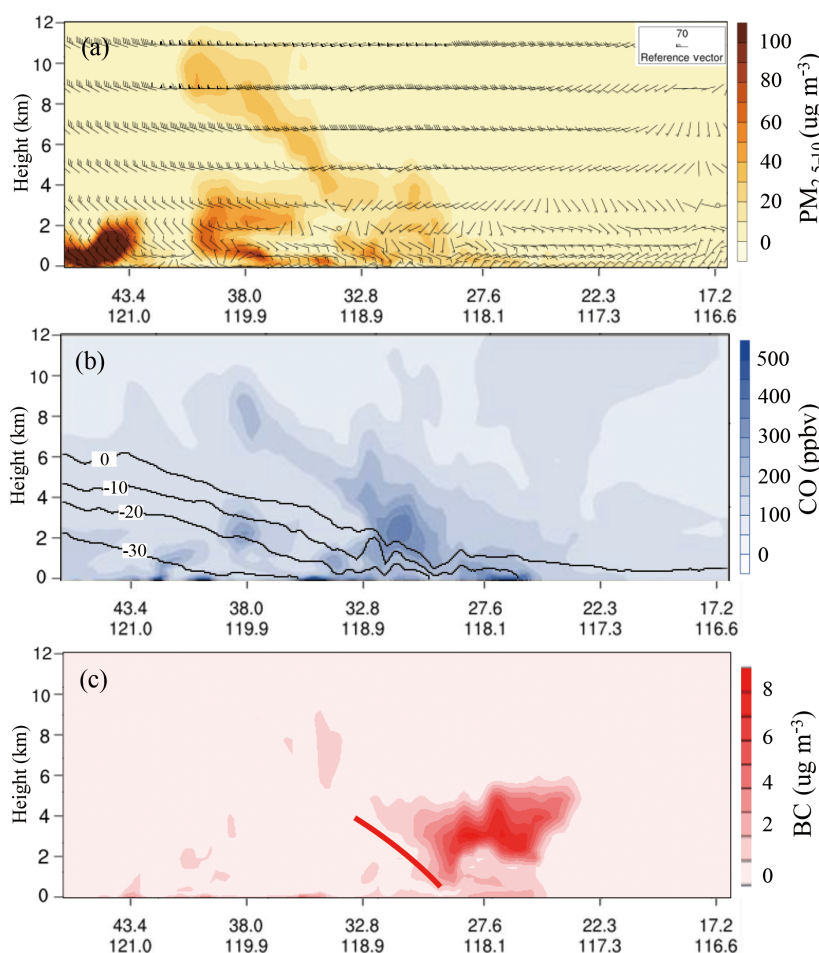 (a)
70
Reference vector
12
10
8
6
4
2
0
Height (km)
43.4 38.0 32.8 27.6 22.3 17.2
121.0 119.9 118.9 118.1 117.3 116.6
100
80
60
40
20
0
PM2.5-10 (ug m-3)
(b)
12
10
8
6
4
2
0
Height (km)
0
-10
-20
-30
43.4 38.0 32.8 27.6 22.3 17.2
121.0 119.9 118.9 118.1 117.3 116.6
500
400
300
200
100
0
CO (ppbv)
(c)
12
10
8
6
4
2
0
Height (km)
43.4 38.0 32.8 27.6 22.3 17.2
121.0 119.9 118.9 118.1 117.3 116.6
8
6
4
2
0
BC (ug m-3)